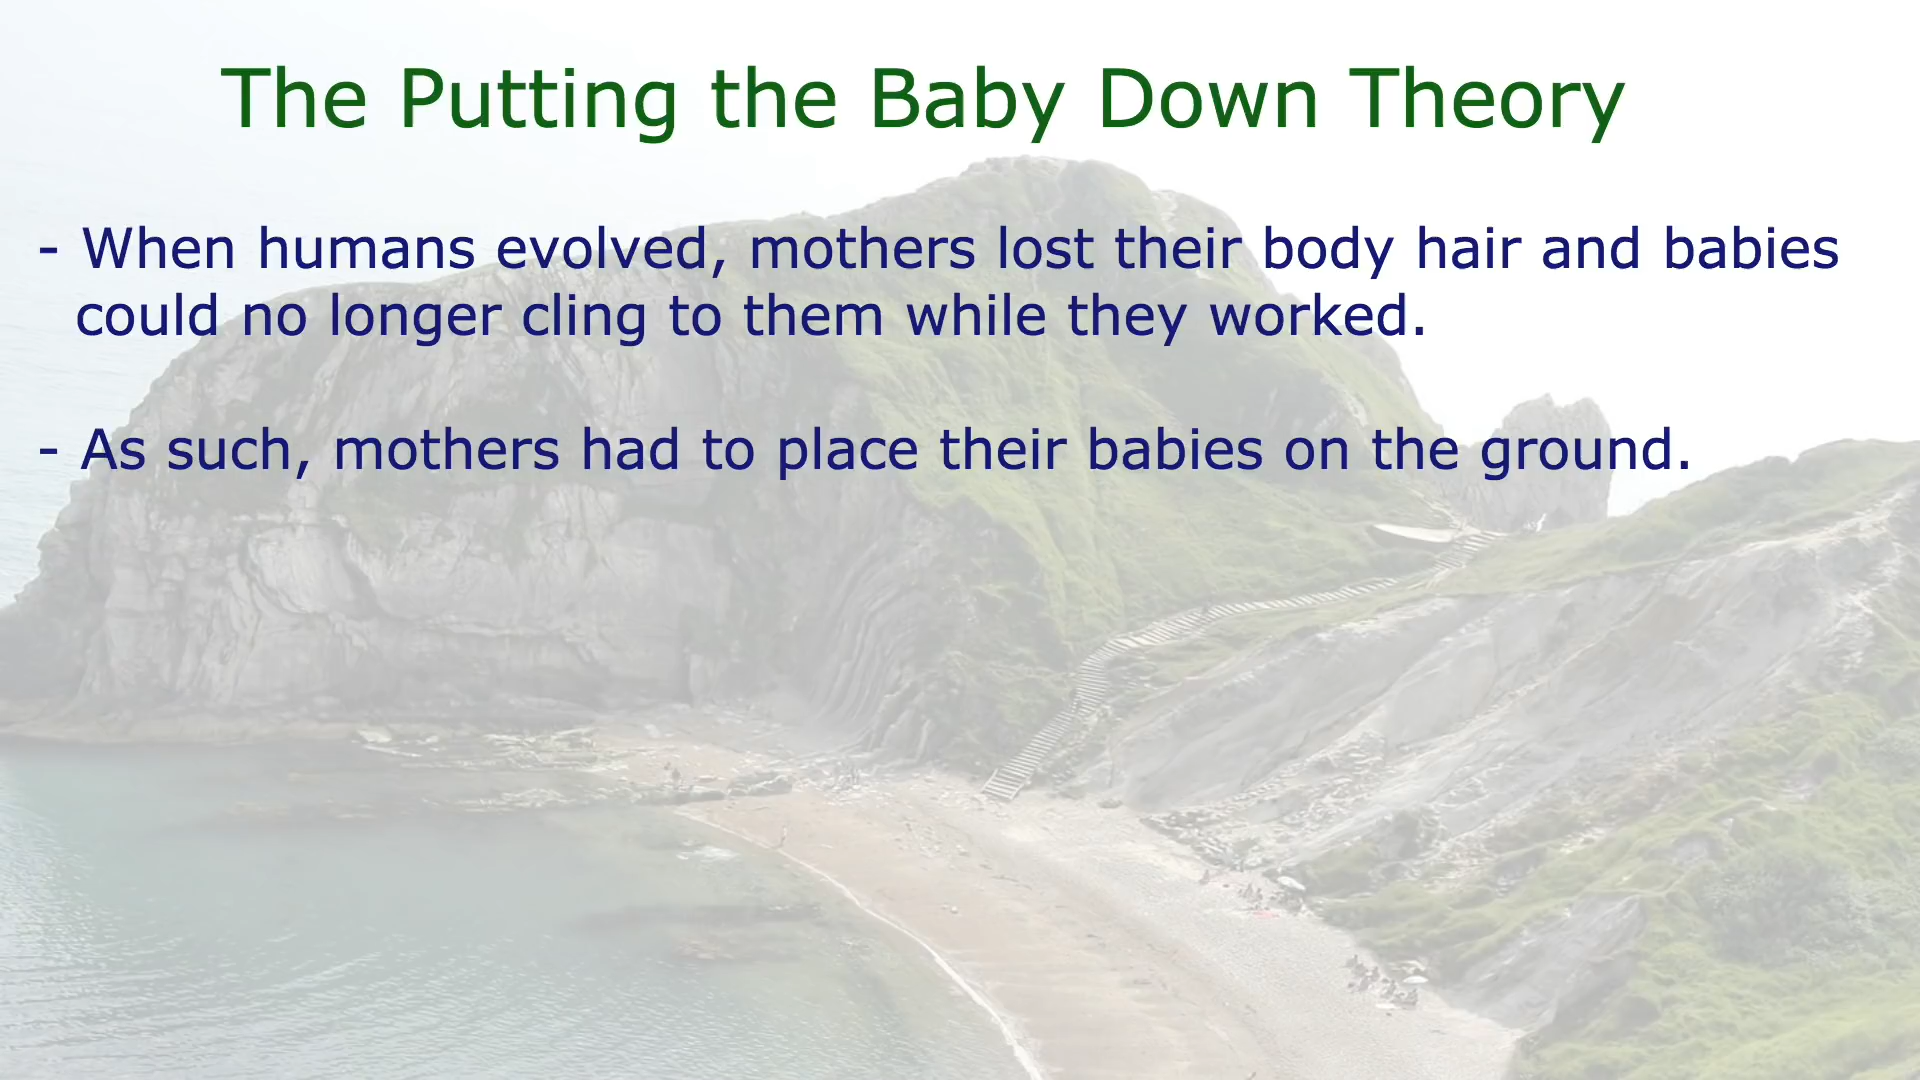 The Putting the Baby Down Theory
- When humans evolved, mothers lost their body hair and babies
could no longer cling to them while they worked.
- As such, mothers had to place their babies on the ground.